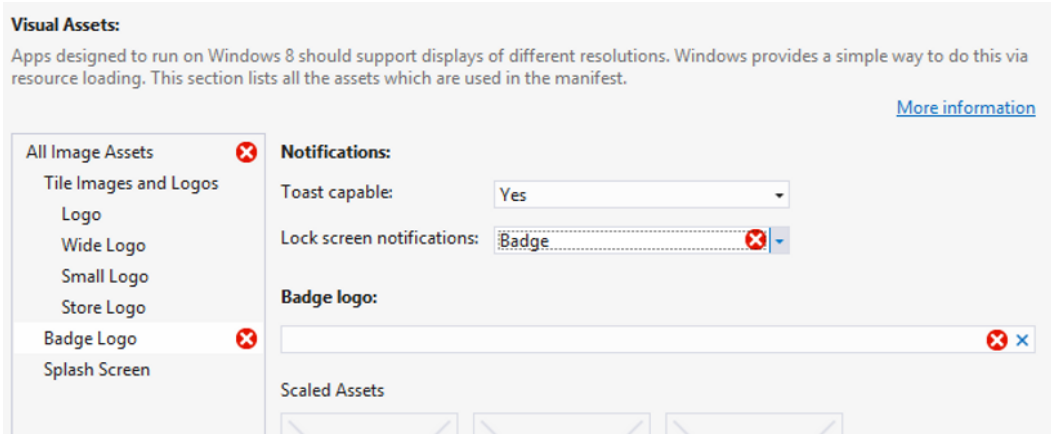 Visual Assets:
Apps designed to run on Windows 8 should support displays of different resolutions. Windows provides a simple way to do this via
resource loading. This section lists all the assets which are used in the manifest.
More information
All Image Assets
Tile Images and Logos
Logo
Wide Logo
Small Logo
Store Logo
Badge Logo
Splash Screen
Notifications:
Toast capable: Yes
Lock screen notifications: Badge
Badge logo:
Scaled Assets